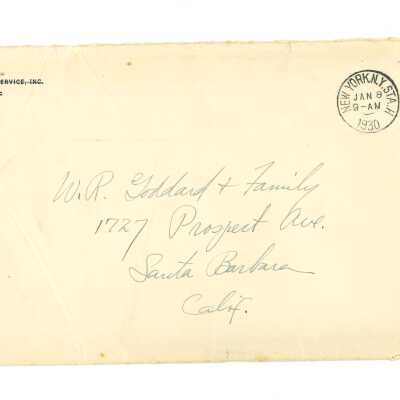 SERVICE, INC.
NEW YORK, N.Y. STA. H
JAN 8
9-AM
1930
W. R. Goddard & Family
1727 Prospect Ave.
Santa Barbara
Calif.